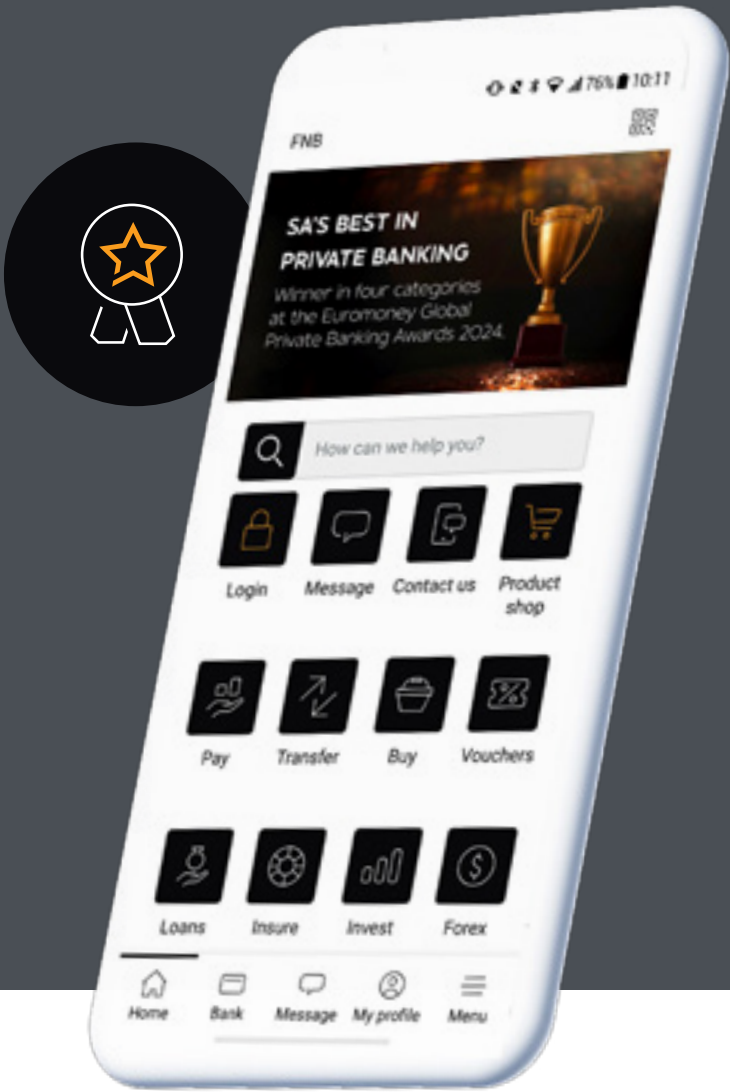 76% 10:11
FNB
SA'S BEST IN
PRIVATE BANKING
Winner in four categories
at the Euromoney Global
Private Banking Awards 2024.
How can we help you?
Login Message Contact us Product
shop
Pay Transfer Buy Vouchers
Loans Insure Invest Forex
Home Bank Message My profile Menu